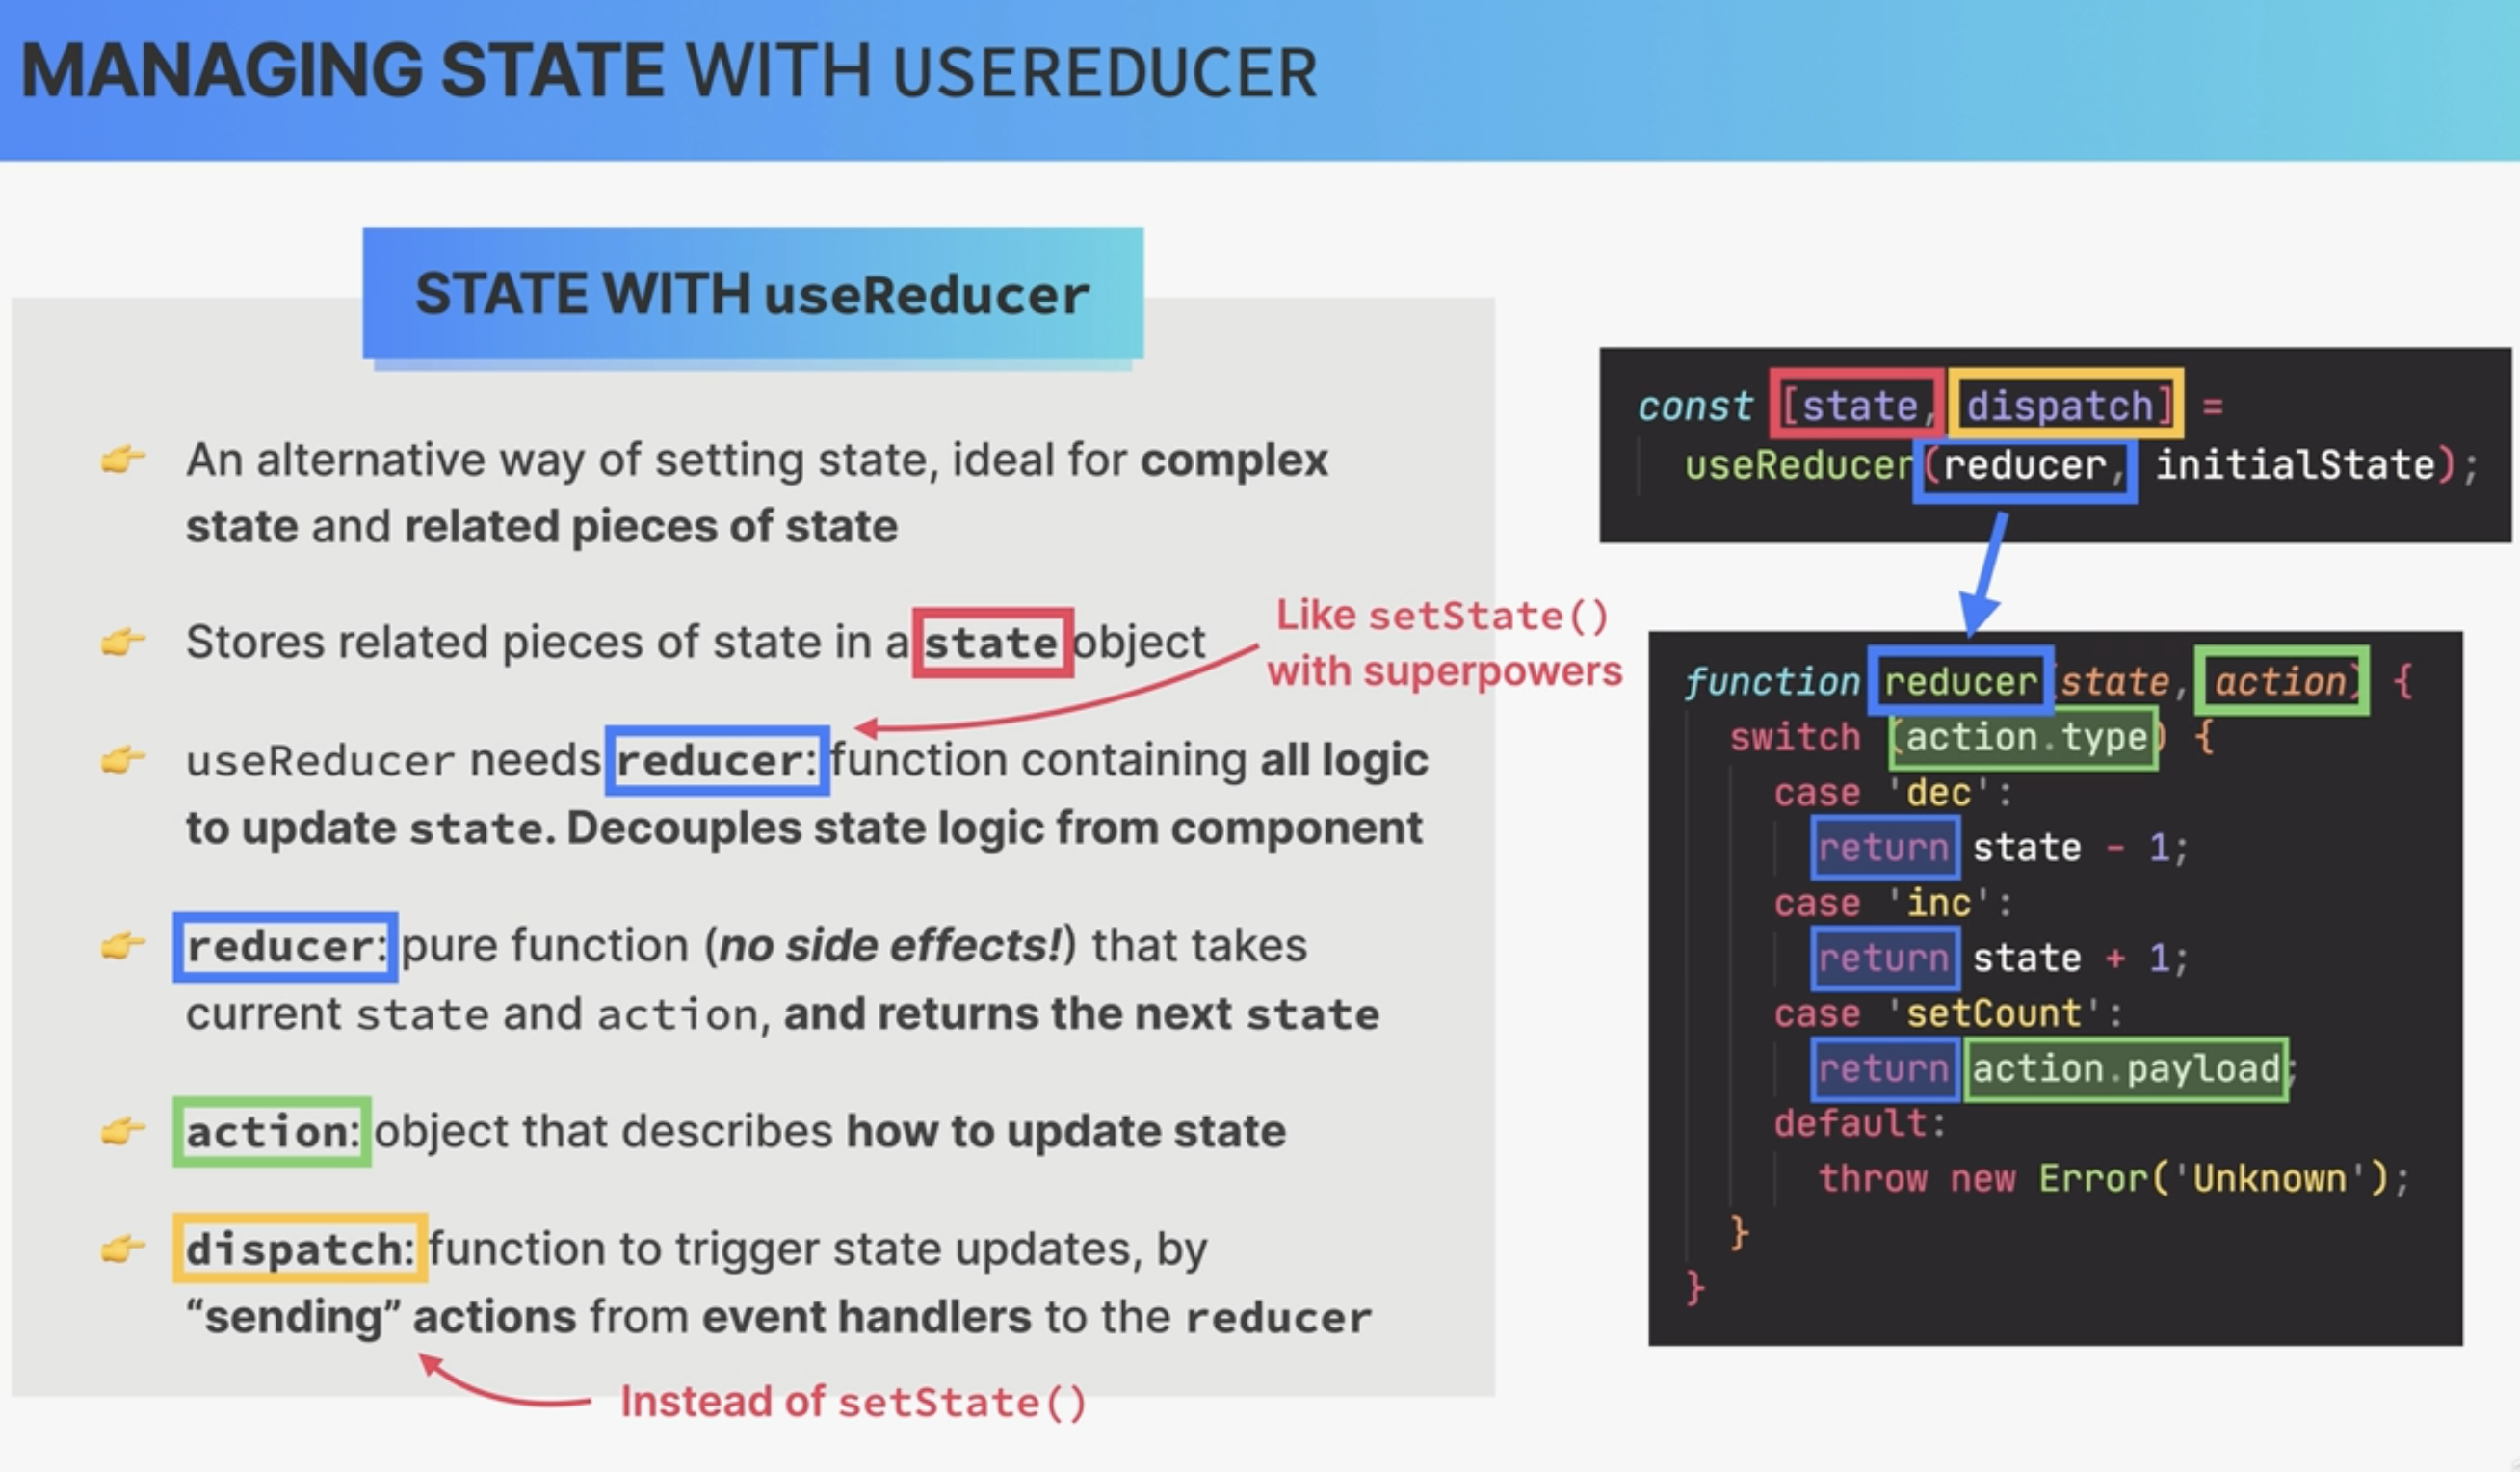 MANAGING STATE WITH USEREDUCER
STATE WITH useReducer
👉 An alternative way of setting state, ideal for complex
state and related pieces of state
👉 Stores related pieces of state in a state object
Like setState()
with superpowers
👉 useReducer needs reducer: function containing all logic
to update state. Decouples state logic from component
👉 reducer: pure function (no side effects!) that takes
current state and action, and returns the next state
👉 action: object that describes how to update state
👉 dispatch: function to trigger state updates, by
“sending” actions from event handlers to the reducer
Instead of setState()
const [state, dispatch] =
useReducer(reducer, initialState);
function reducer(state, action) {
switch (action.type) {
case 'dec':
return state - 1;
case 'inc':
return state + 1;
case 'setCount':
return action.payload;
default:
throw new Error('Unknown');
}
}